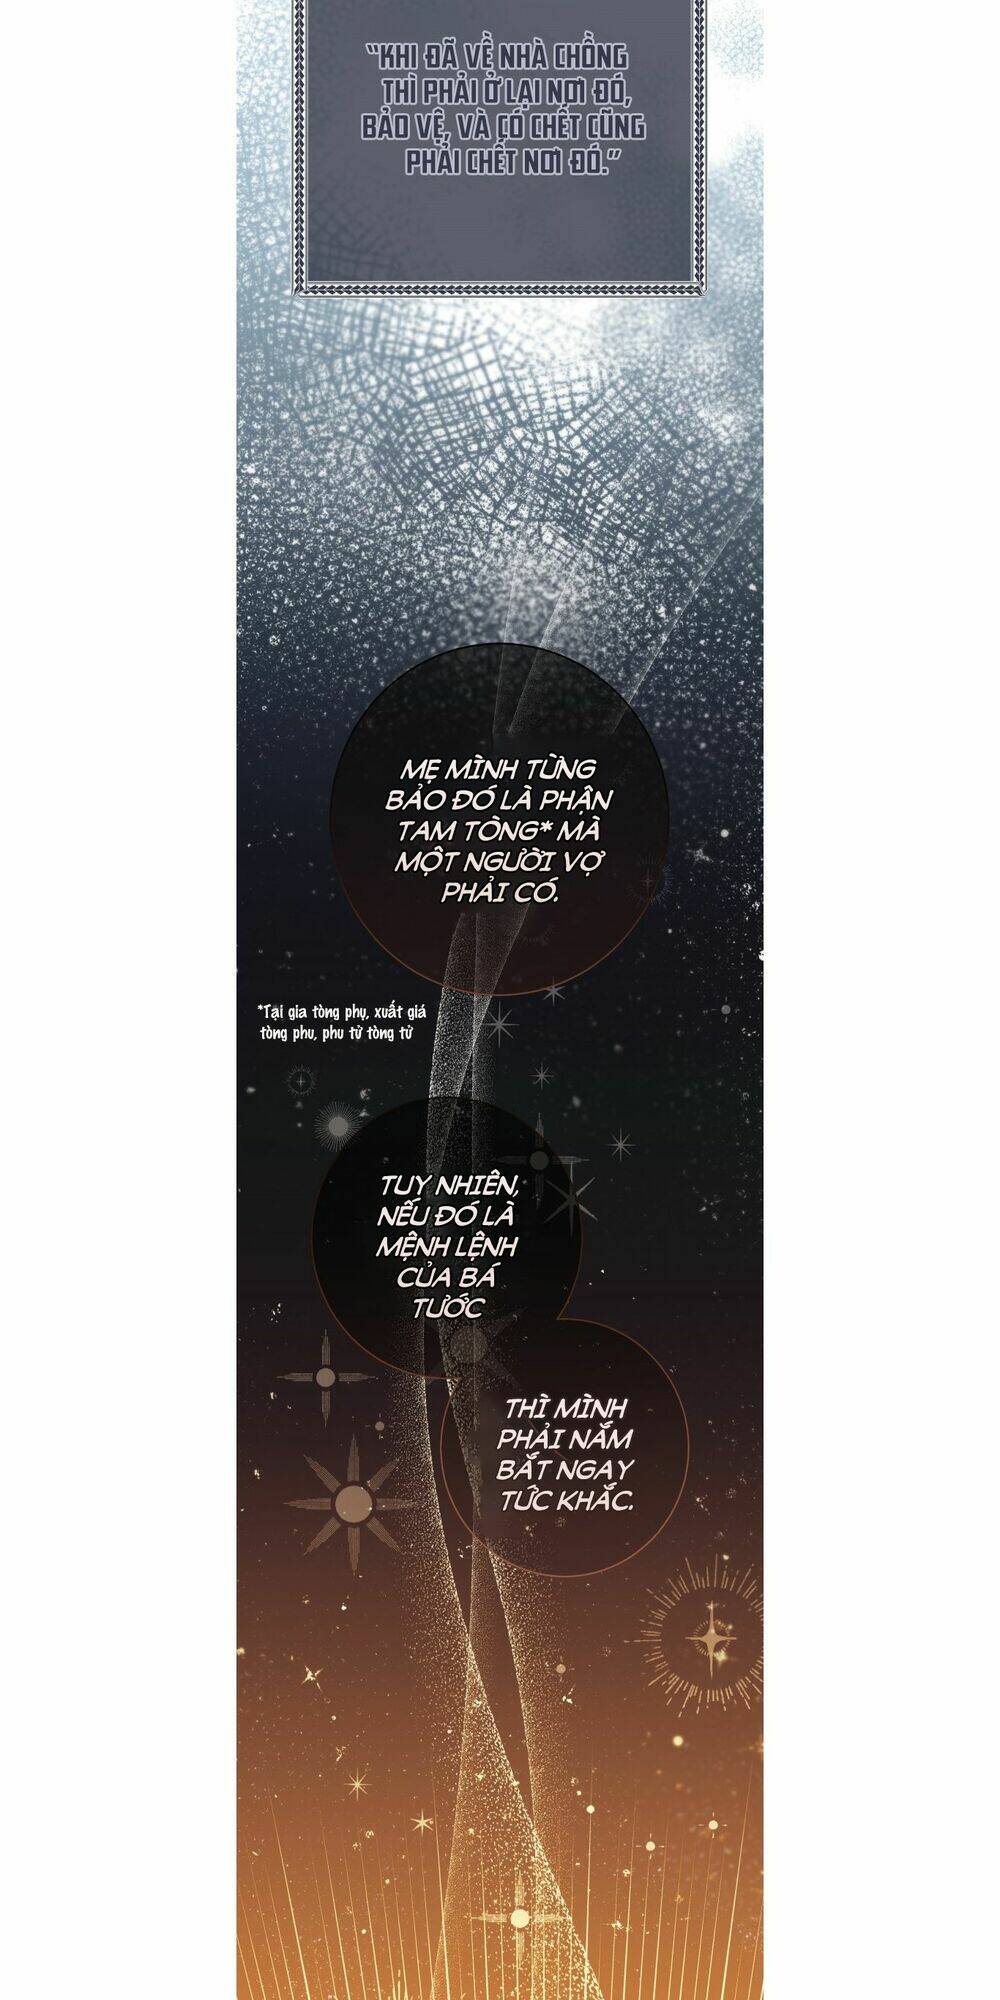 “KHI ĐÃ VỀ NHÀ CHỒNG
THÌ PHẢI Ở LẠI NƠI ĐÓ,
BẢO VỆ, VÀ CÓ CHẾT CŨNG
PHẢI CHẾT NƠI ĐÓ.”
MẸ MÌNH TỪNG
BẢO ĐÓ LÀ PHẬN
TAM TÒNG* MÀ
MỘT NGƯỜI VỢ
PHẢI CÓ.
*Tại gia tòng phụ, xuất giá
tòng phu, phu tử tòng tử
TUY NHIÊN,
NẾU ĐÓ LÀ
MỆNH LỆNH
CỦA BÁ
TƯỚC
THÌ MÌNH
PHẢI NẮM
BẮT NGAY
TỨC KHẮC.